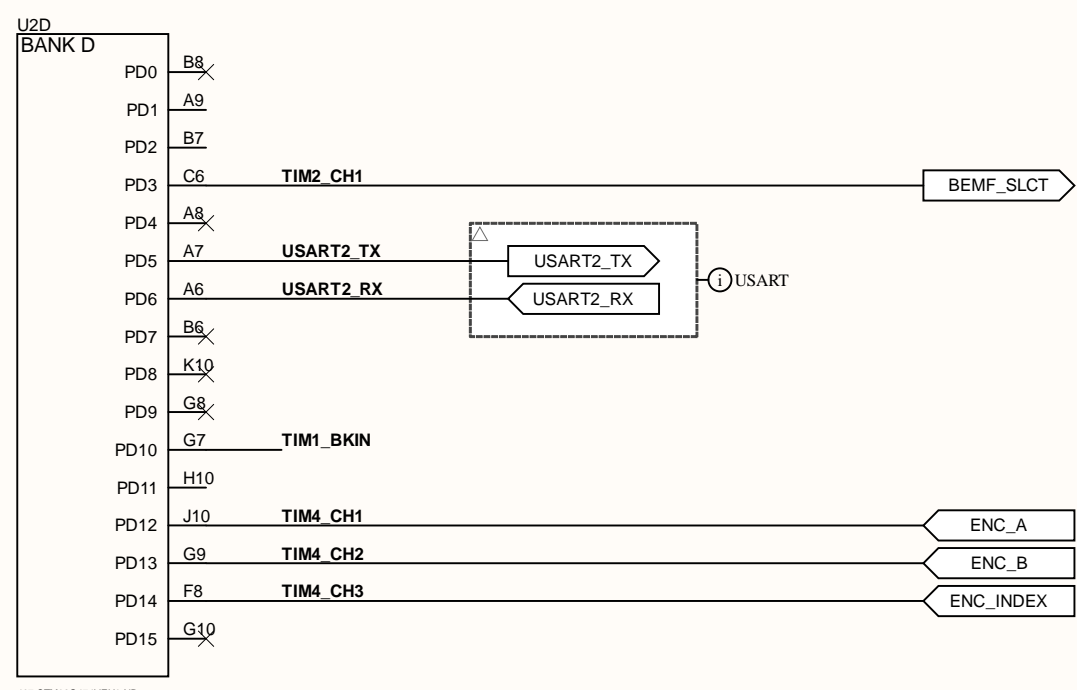 U2D
BANK D
PD0 B8
PD1 A9
PD2 B7
PD3 C6 TIM2_CH1 BEMF_SLCT
PD4 A8
PD5 A7 USART2_TX USART2_TX
PD6 A6 USART2_RX USART2_RX
i USART
PD7 B6
PD8 K10
PD9 G8
PD10 G7 TIM1_BKIN
PD11 H10
PD12 J10 TIM4_CH1 ENC_A
PD13 G9 TIM4_CH2 ENC_B
PD14 F8 TIM4_CH3 ENC_INDEX
PD15 G10